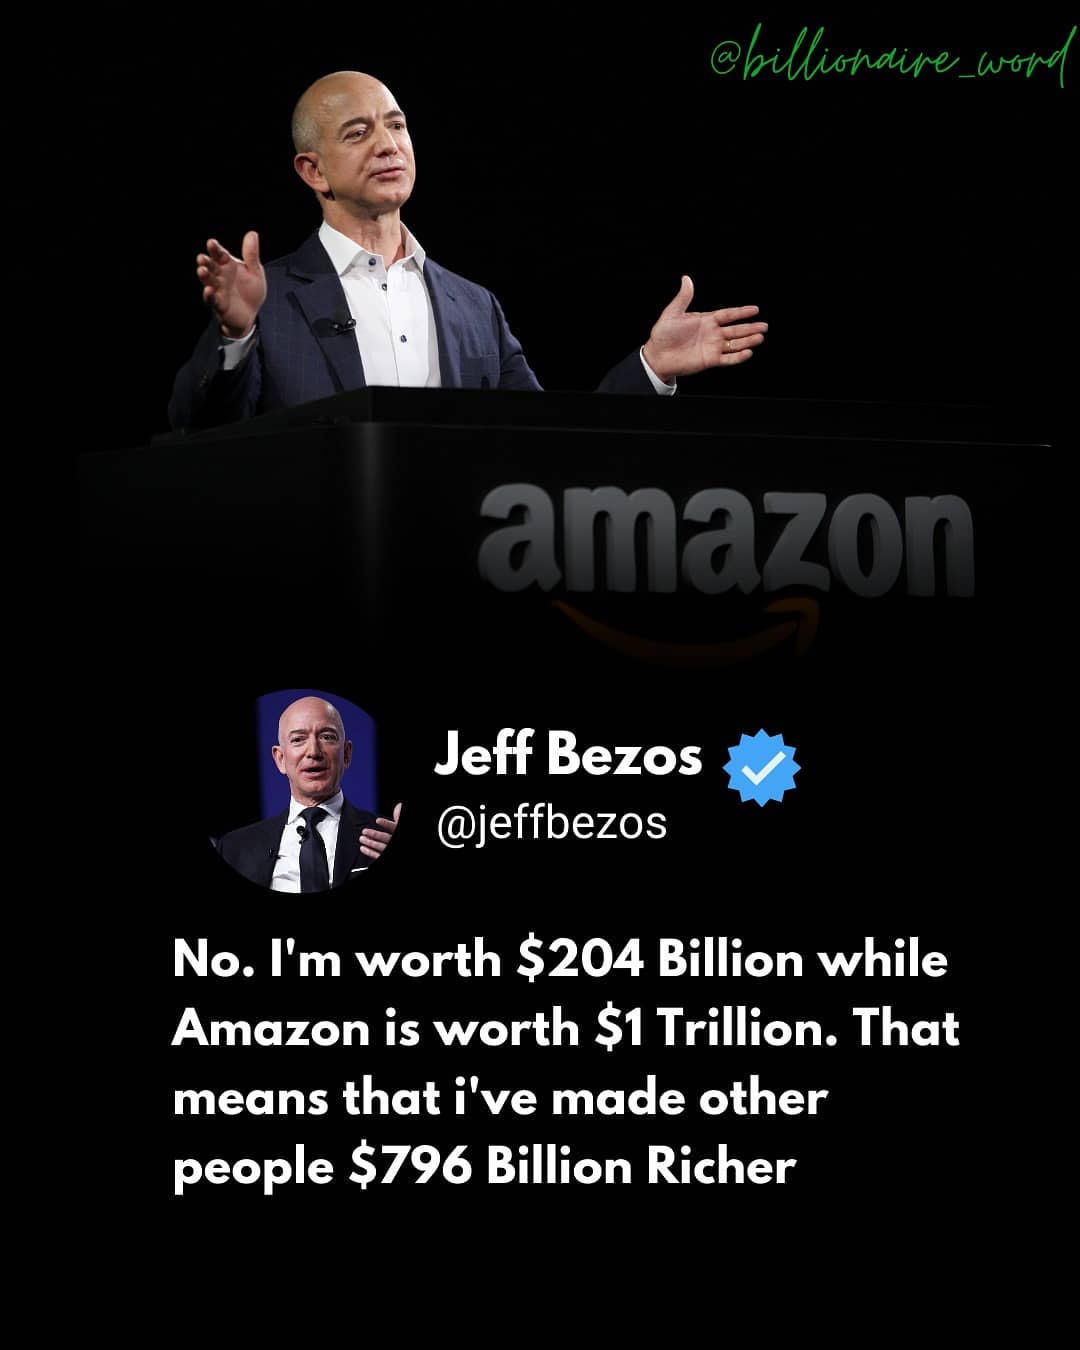 @billionaire_word
amazon
Jeff Bezos
@jeffbezos
No. I'm worth $204 Billion while
Amazon is worth $1 Trillion. That
means that i've made other
people $796 Billion Richer